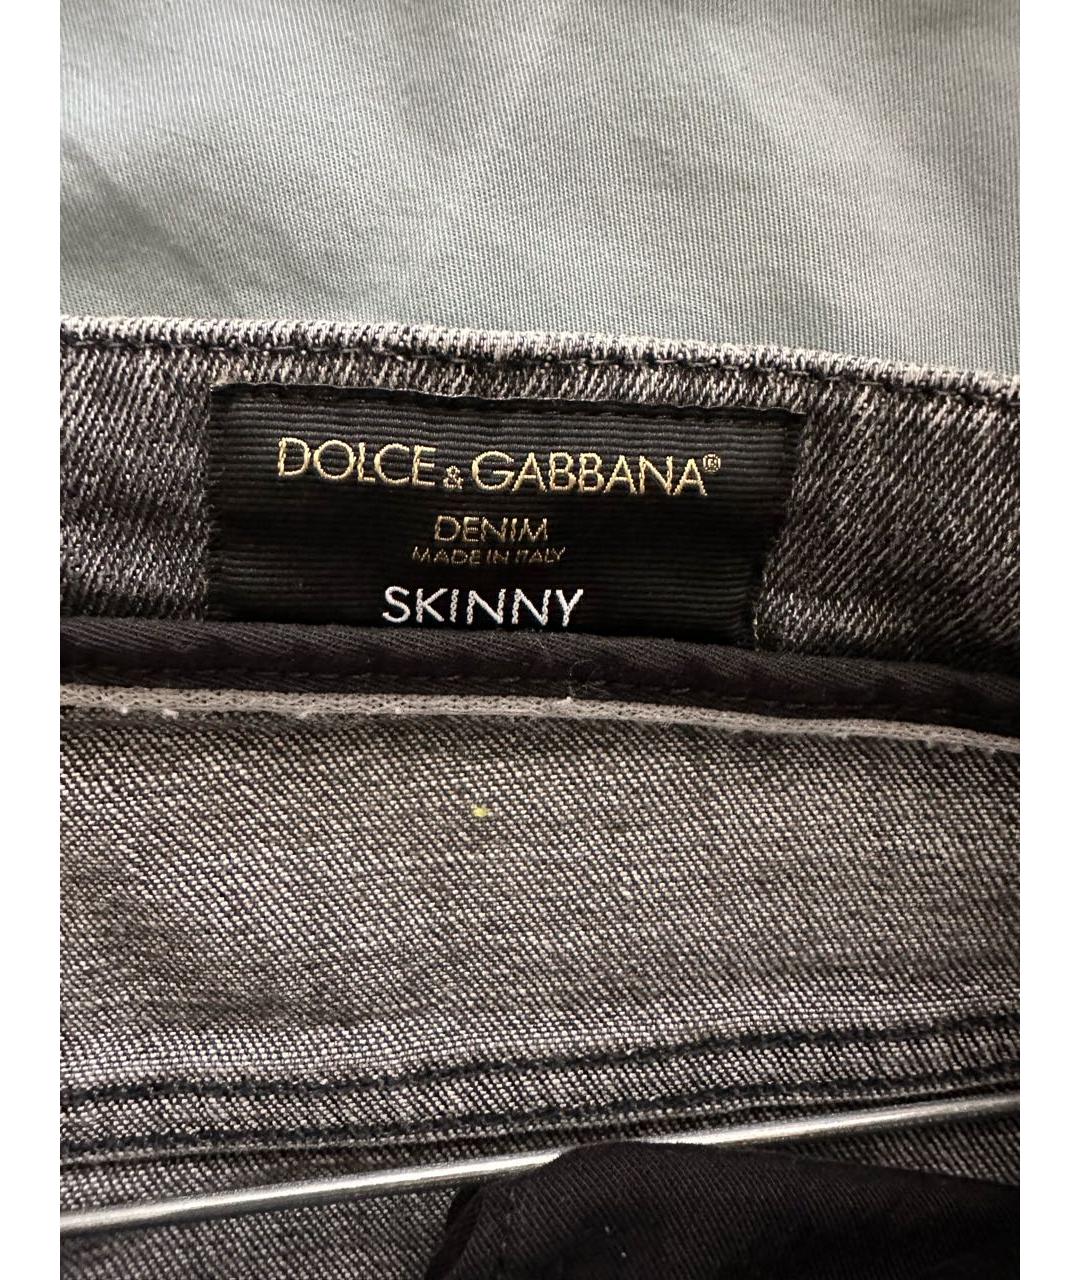 DOLCE & GABBANA®
DENIM
MADE IN ITALY
SKINNY